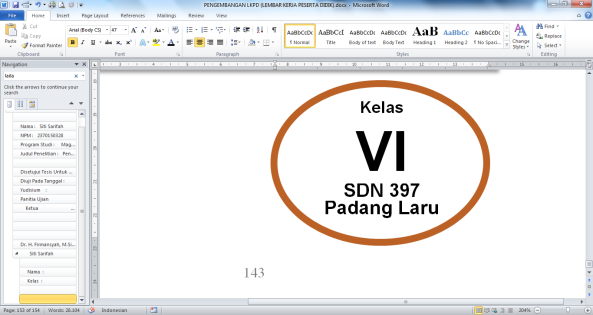 PENGEMBANGAN LKPD (LEMBAR KERJA PESERTA DIDIK).docx - Microsoft Word
File Home Insert Page Layout References Mailings Review View
Cut
Copy
Format Painter
Paste
Clipboard
Arial (Body CS) 47
Font
Paragraph
AaBbCcDc AaBbCcI AaBbCcDc AaBbCcDc AaBbC AaBbCc AaBbCcDc
¶ Normal Title Body of text Body Text Heading 1 Heading 2 ¶ No Spaci...
Styles
Change
Styles
Find
Replace
Select
Editing
Navigation
Click the arrows to continue your
search
Nama : Siti Sarifah
NPM : 2370150328
Program Studi : Mag...
Judul Penelitian : Pen...
Disetujui Tesis Untuk ...
Diuji Pada Tanggal :
Yudisium :
Panitia Ujian
Ketua ...
Dr. H. Firmansyah, M.Si...
Siti Sarifah
Nama :
Kelas :
Kelas
VI
SDN 397
Padang Laru
143
Page: 153 of 154 Words: 28.104 Indonesian 204%